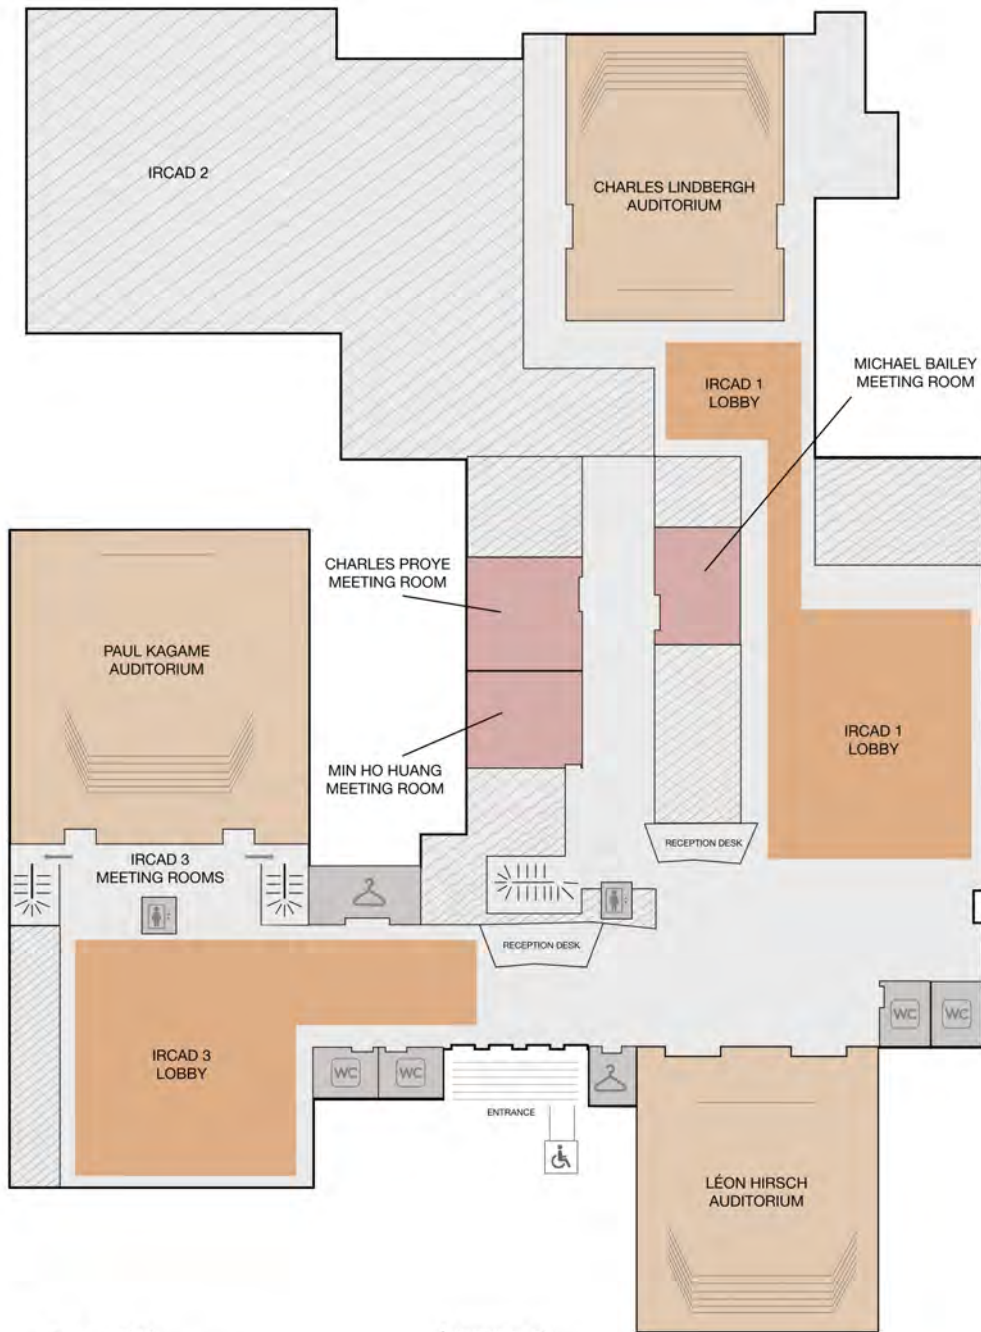 IRCAD 2
CHARLES LINDBERGH
AUDITORIUM
MICHAEL BAILEY
MEETING ROOM
IRCAD 1
LOBBY
CHARLES PROYE
MEETING ROOM
PAUL KAGAME
AUDITORIUM
IRCAD 1
LOBBY
MIN HO HUANG
MEETING ROOM
RECEPTION DESK
IRCAD 3
MEETING ROOMS
RECEPTION DESK
WC
WC
IRCAD 3
LOBBY
WC
WC
ENTRANCE
LÉON HIRSCH
AUDITORIUM